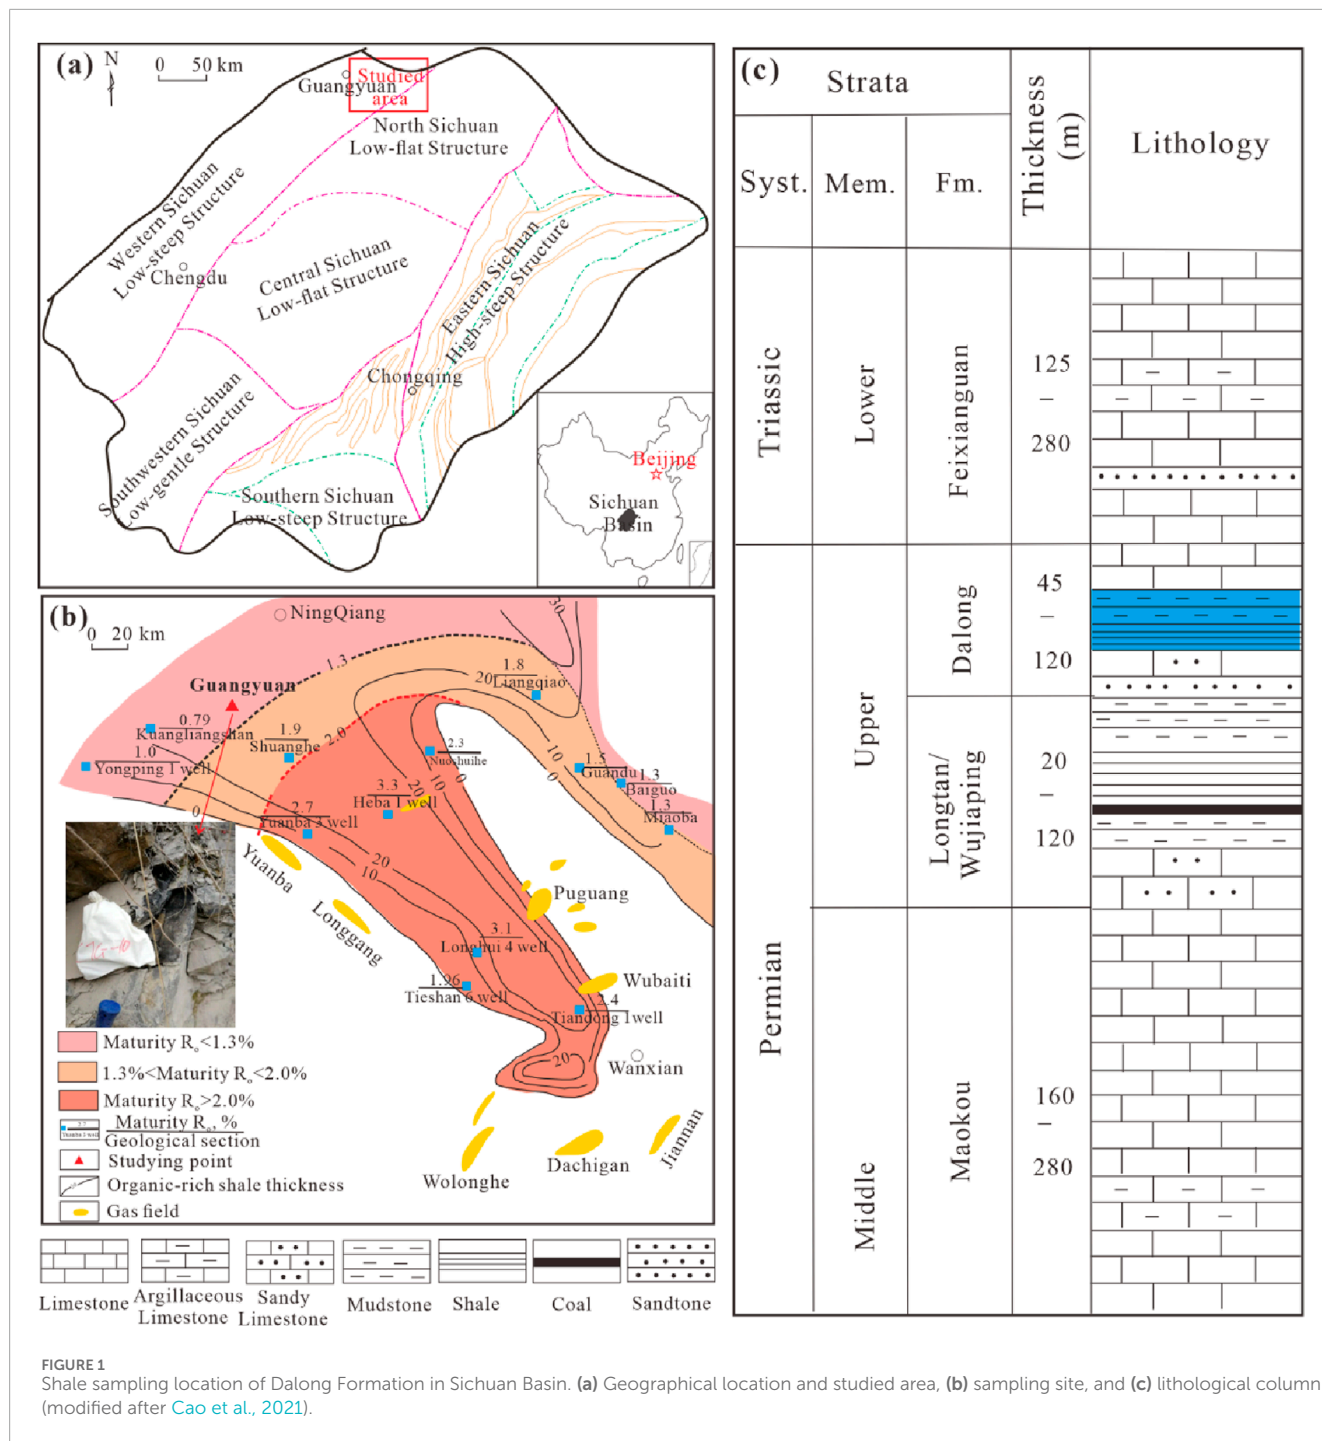 (a)
N
0 50 km
Guangyuan
Studied
area
North Sichuan
Low-flat Structure
Western Sichuan
Low-steep Structure
Chengdu
Central Sichuan
Low-flat Structure
Eastern Sichuan
High-steep Structure
Chongqing
Southwestern Sichuan
Low-gentle Structure
Southern Sichuan
Low-steep Structure
Beijing
Sichuan
Basin
(b)
0 20 km
NingQiang
30
1.3
Guangyuan
20
1.8
Liangqiao
0.79
Kuangliangshan
1.9
Shuanghe
2.0
1.0
Yongping 1 well
2.3
Nuoshuihe
10
0
1.5
Guandu
1.3
Baiguo
3.3
Heba 1 well
20
10
0
1.3
Miaoba
0
2.7
Yuanba 3 well
20
10
Yuanba
Longgang
Puguang
3.1
Longhui 4 well
1.96
Tieshan 6 well
Wubaiti
2.4
Tiandong 1well
20
Wanxian
Wolonghe
Dachigan
Jiannan
Maturity Rₒ<1.3%
1.3%<Maturity Rₒ<2.0%
Maturity Rₒ>2.0%
Maturity Rₒ, %
Geological section
Studying point
Organic-rich shale thickness
Gas field
Limestone
Argillaceous
Limestone
Sandy
Limestone
Mudstone
Shale
Coal
Sandtone
(c)
Strata
Thickness
(m)
Lithology
Syst.
Mem.
Fm.
Triassic
Lower
Feixianguan
125
–
280
Permian
Upper
Dalong
45
–
120
Longtan/
Wujiaping
20
–
120
Middle
Maokou
160
–
280
FIGURE 1
Shale sampling location of Dalong Formation in Sichuan Basin. (a) Geographical location and studied area, (b) sampling site, and (c) lithological column
(modified after Cao et al., 2021).